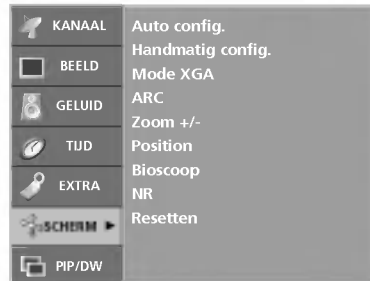 KANAAL
BEELD
GELUID
TIJD
EXTRA
SCHERM
PIP/DW
Auto config.
Handmatig config.
Mode XGA
ARC
Zoom +/-
Position
Bioscoop
NR
Resetten